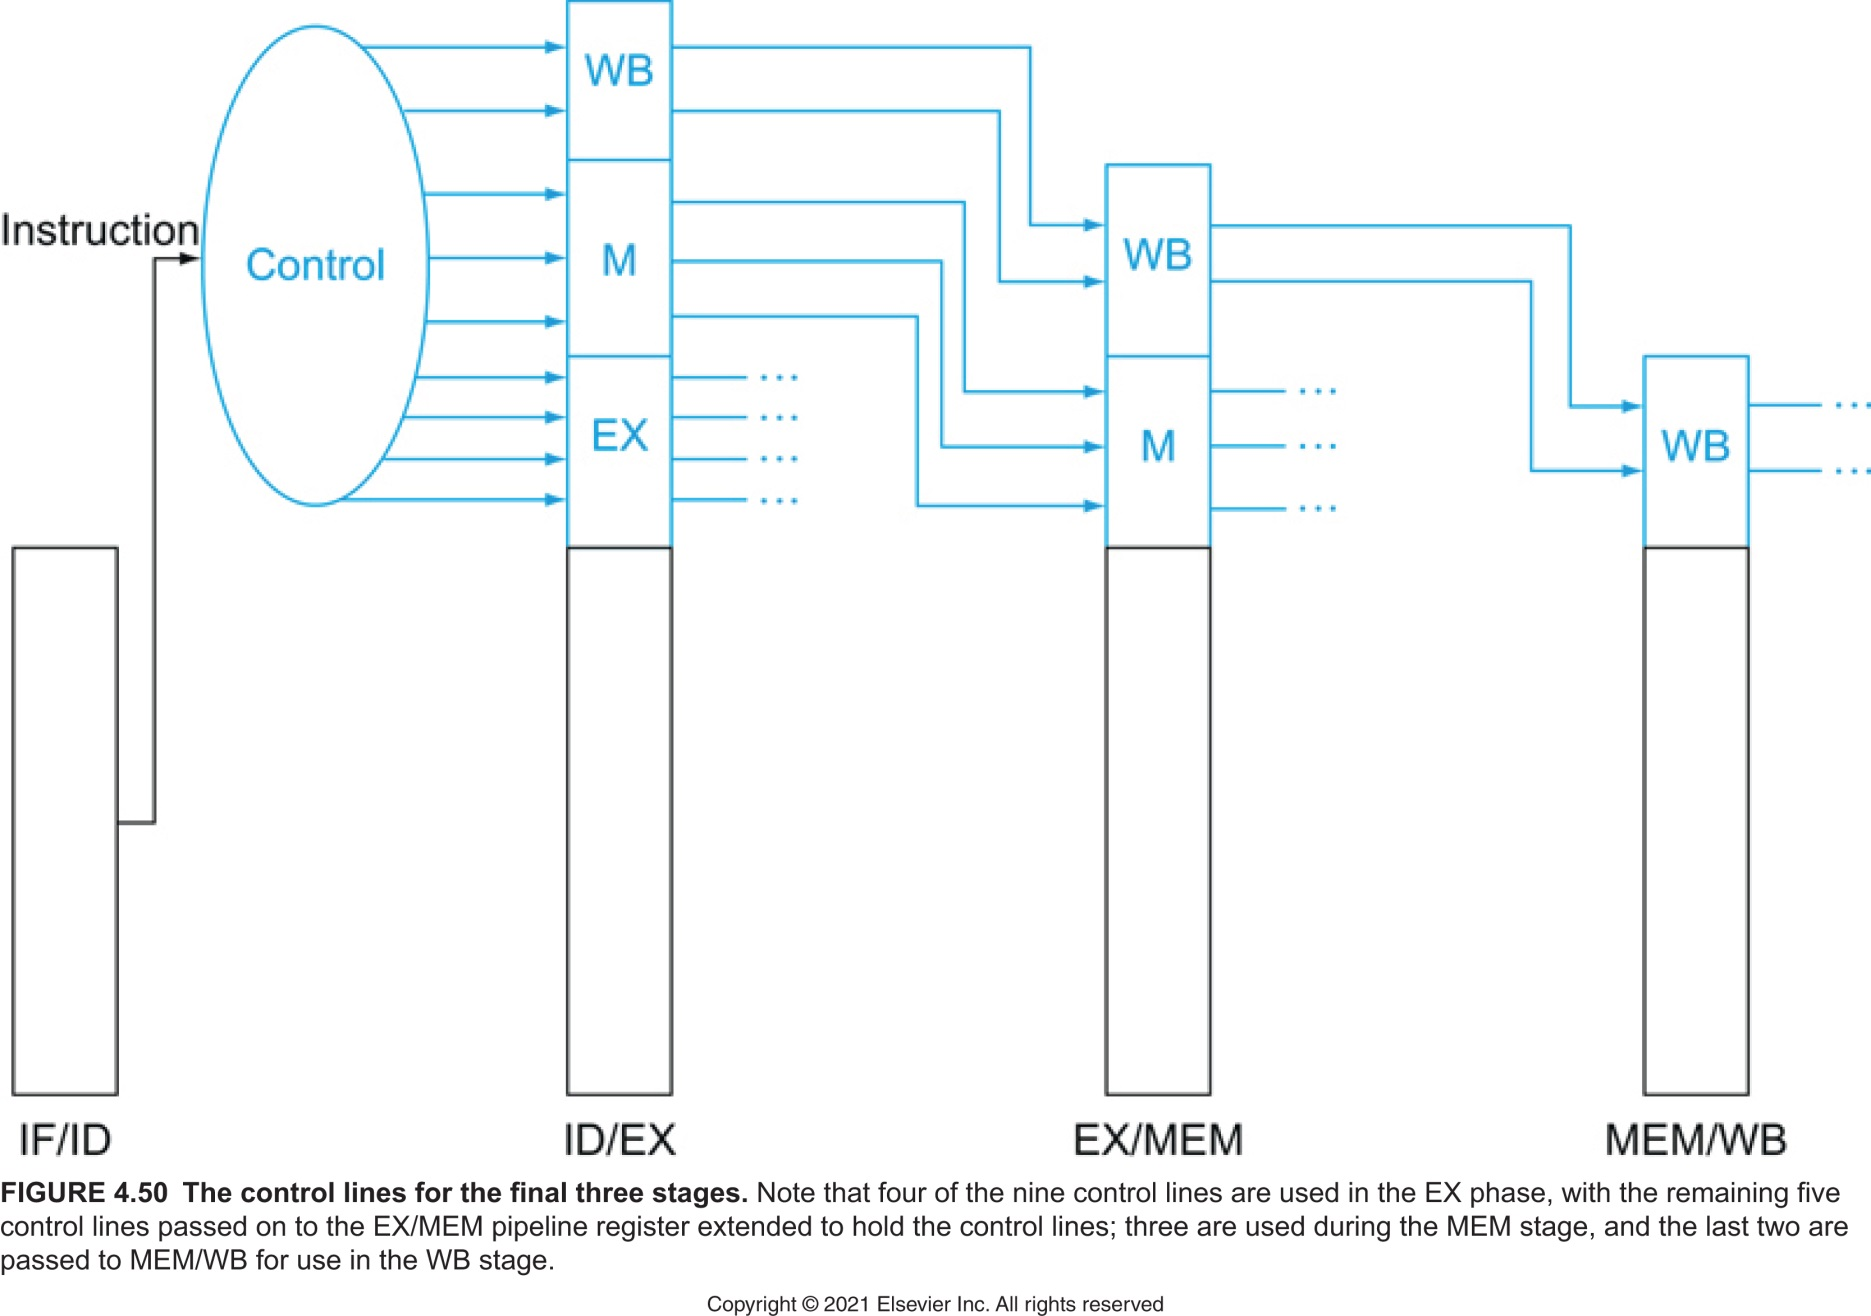 WB
Instruction
Control
M
WB
EX
M
WB
IF/ID
ID/EX
EX/MEM
MEM/WB
FIGURE 4.50 The control lines for the final three stages. Note that four of the nine control lines are used in the EX phase, with the remaining five
control lines passed on to the EX/MEM pipeline register extended to hold the control lines; three are used during the MEM stage, and the last two are
passed to MEM/WB for use in the WB stage.
Copyright © 2021 Elsevier Inc. All rights reserved